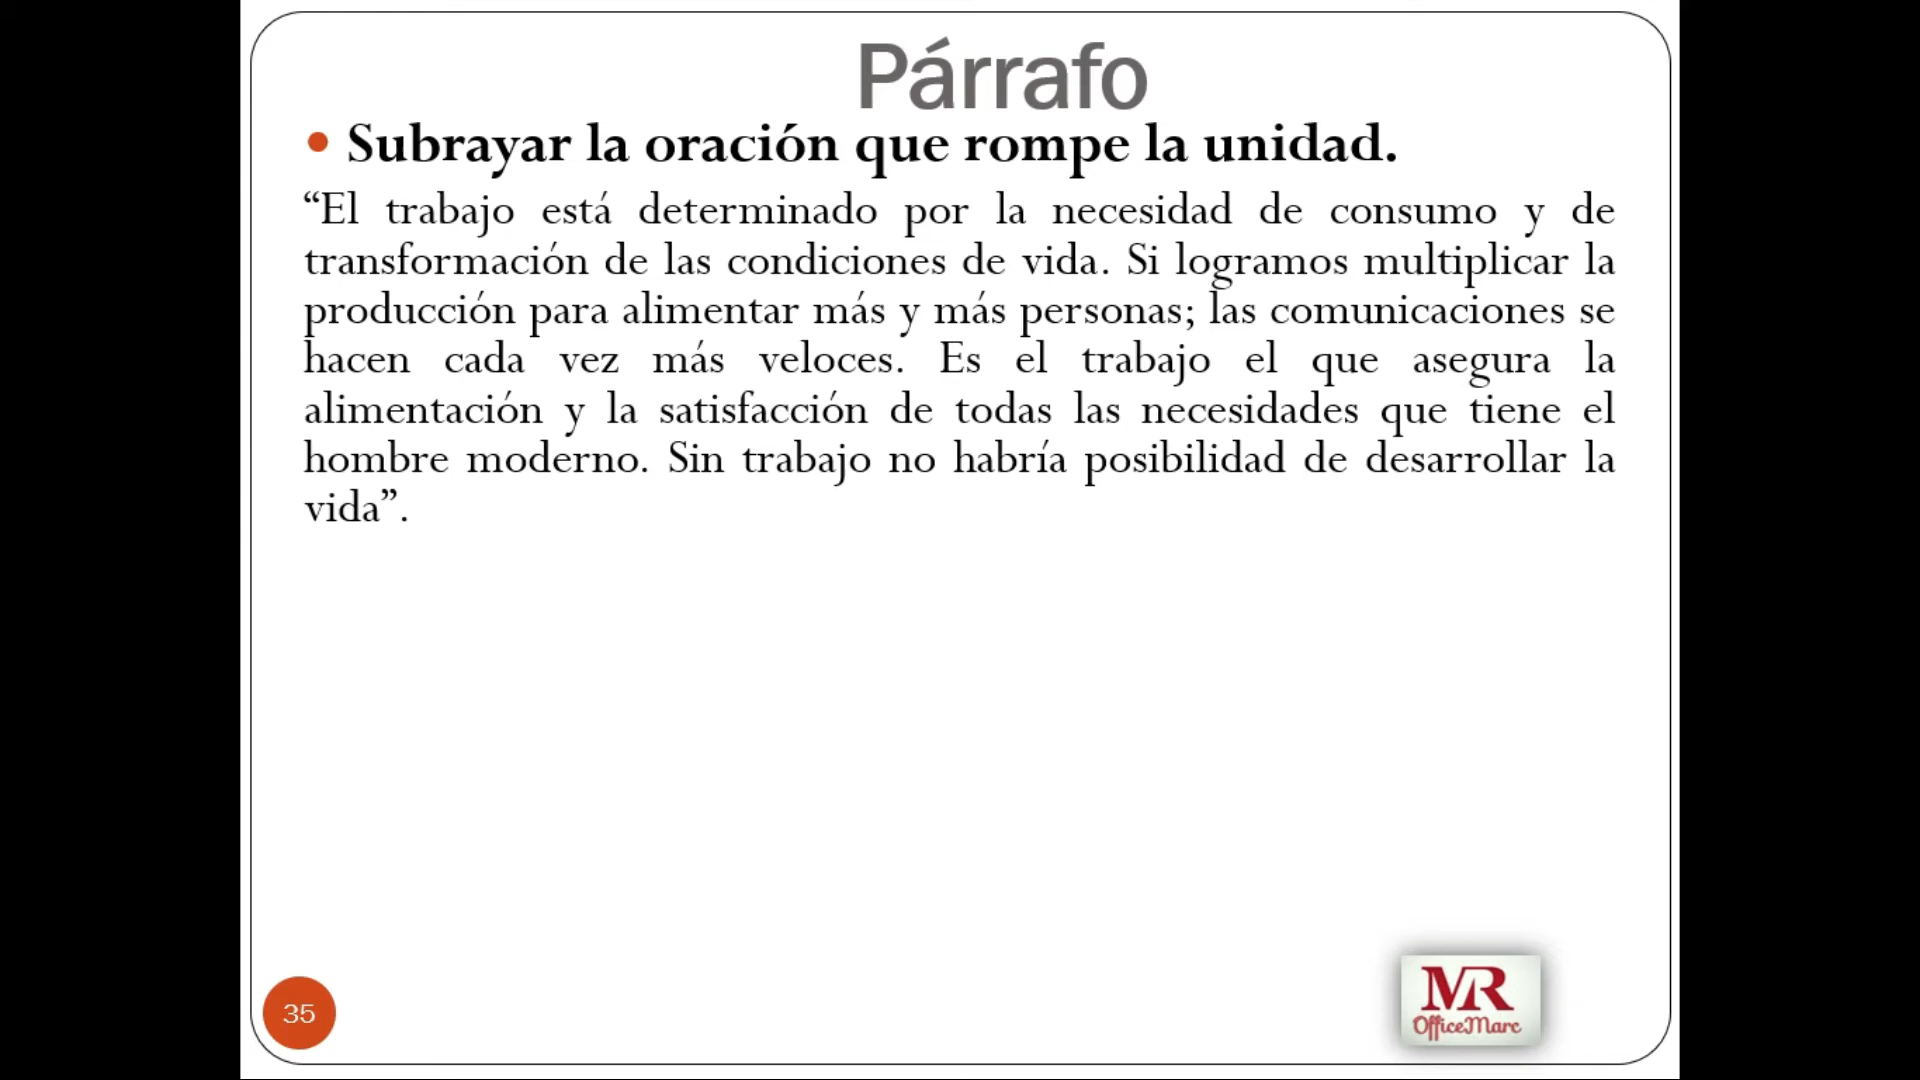 Párrafo
• Subrayar la oración que rompe la unidad.
“El trabajo está determinado por la necesidad de consumo y de
transformación de las condiciones de vida. Si logramos multiplicar la
producción para alimentar más y más personas; las comunicaciones se
hacen cada vez más veloces. Es el trabajo el que asegura la
alimentación y la satisfacción de todas las necesidades que tiene el
hombre moderno. Sin trabajo no habría posibilidad de desarrollar la
vida”.
35
MR
OfficeMarc